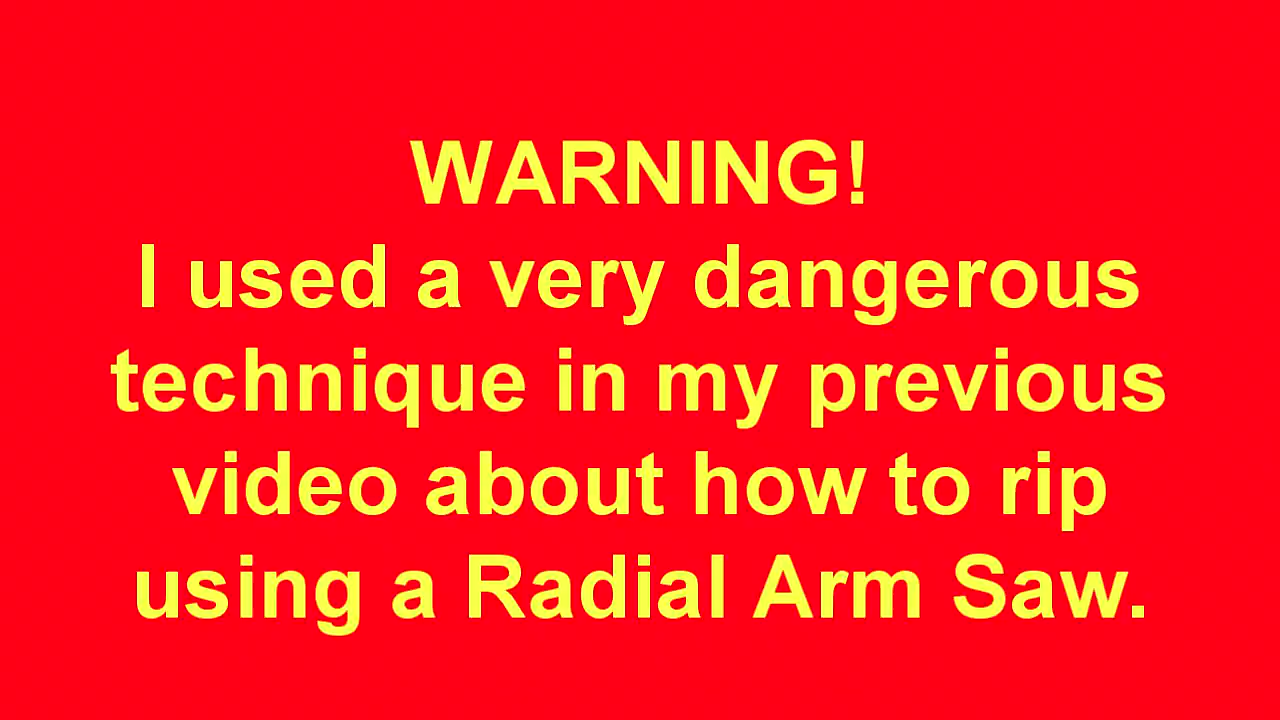 WARNING!
I used a very dangerous
technique in my previous
video about how to rip
using a Radial Arm Saw.